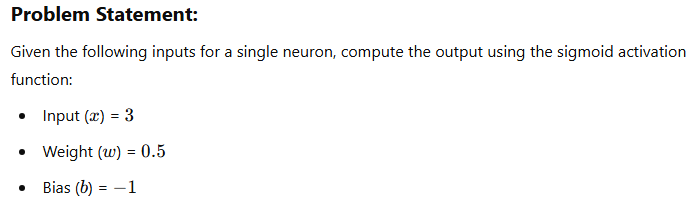 Problem Statement:
Given the following inputs for a single neuron, compute the output using the sigmoid activation
function:
• Input (x) = 3
• Weight (w) = 0.5
• Bias (b) = −1